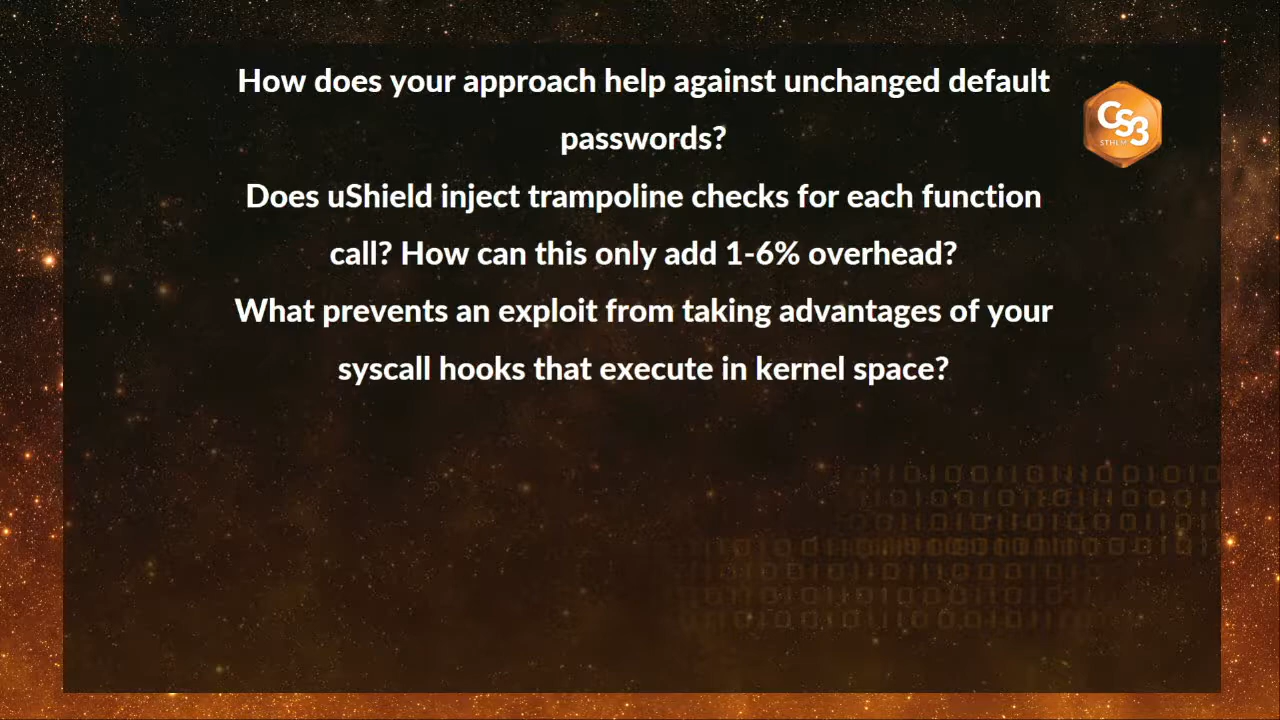 How does your approach help against unchanged default
passwords?
Does uShield inject trampoline checks for each function
call? How can this only add 1-6% overhead?
What prevents an exploit from taking advantages of your
syscall hooks that execute in kernel space?
CS3
STHLM